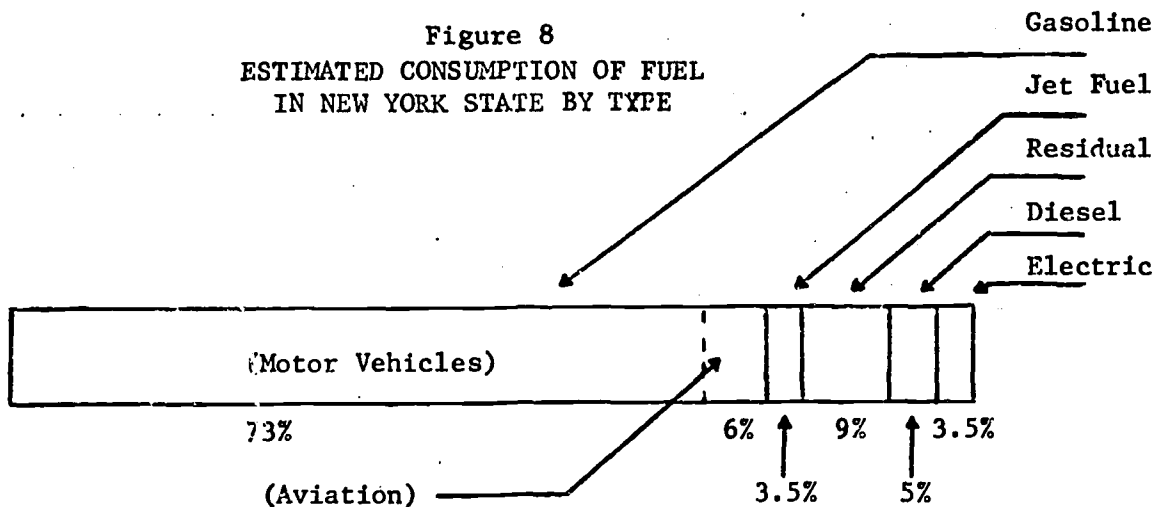 Figure 8
ESTIMATED CONSUMPTION OF FUEL
IN NEW YORK STATE BY TYPE
Gasoline
Jet Fuel
Residual
Diesel
Electric
(Motor Vehicles)
73%
6%
9%
3.5%
(Aviation)
3.5%
5%